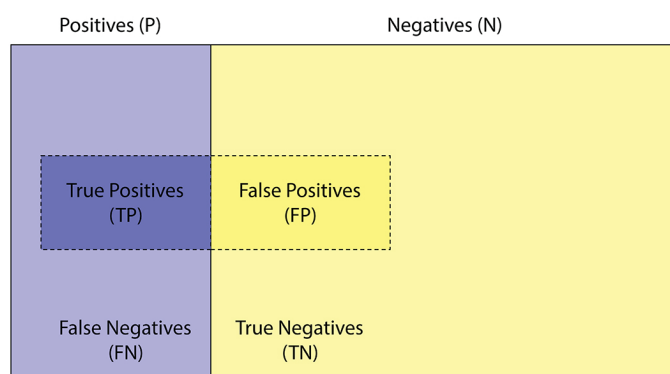 Positives (P)
Negatives (N)
True Positives
(TP)
False Positives
(FP)
False Negatives
(FN)
True Negatives
(TN)